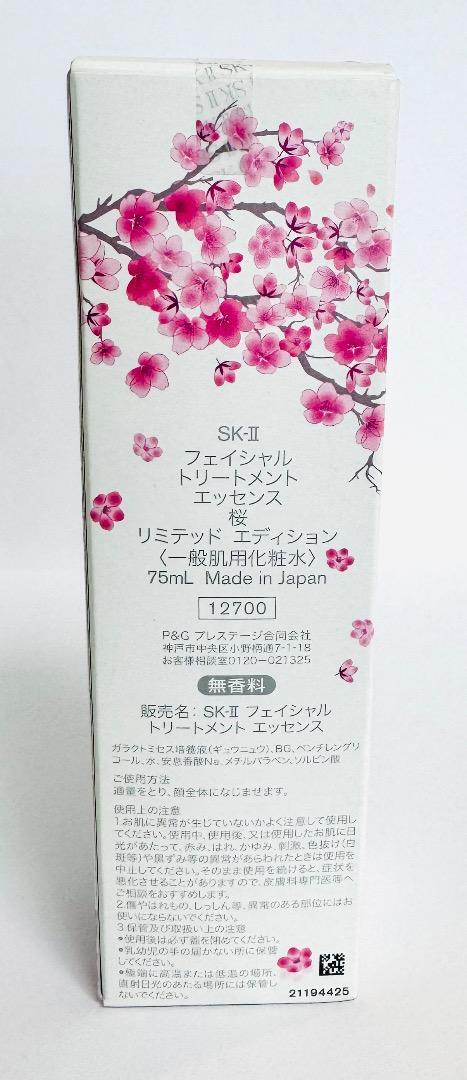 SK-II
フェイシャル
トリートメント
エッセンス
桜
リミテッド エディション
〈一般肌用化粧水〉
75mL Made in Japan
12700
P&G プレステージ合同会社
神戸市中央区小野柄通7-1-18
お客様相談室0120-021325
無香料
販売名: SK-II フェイシャル
トリートメント エッセンス
ガラクトミセス培養液(ギュウニュウ)、BG、ペンチレングリ
コール、水、安息香酸Na、メチルパラベン、ソルビン酸
ご使用方法
適量をとり、顔全体になじませます。
使用上の注意
1.お肌に異常が生じていないかよく注意して使用し
てください。使用中、使用後、又は使用したお肌に日
光があたって、赤み、はれ、かゆみ、刺激、色抜け(白
斑等)や黒ずみ等の異常があらわれたときは使用を
中止してください。そのまま使用を続けると、症状を
悪化させることがありますので、皮膚科専門医等へ
ご相談をおすすめします。
2.傷やはれもの、しっしん等、異常のある部位にはお
使いにならないでください。
3.保管及び取扱い上の注意
●使用後は必ず蓋を閉めてください。
●乳幼児の手の届かない所に保管
してください。
●極端に高温または低温の場所、
直射日光のあたる場所には保管し
ないでください。
21194425